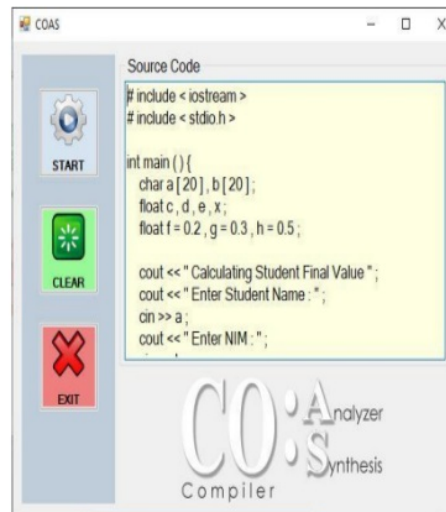 COAS
Source Code
# include < iostream >
# include < stdio.h >
int main ( ) {
char a [ 20 ] , b [ 20 ] ;
float c , d , e , x ;
float f = 0.2 , g = 0.3 , h = 0.5 ;
cout << " Calculating Student Final Value " ;
cout << " Enter Student Name : " ;
cin >> a ;
cout << " Enter NIM : " ;
START
CLEAR
EXIT
CO:Analyzer
Synthesis
Compiler